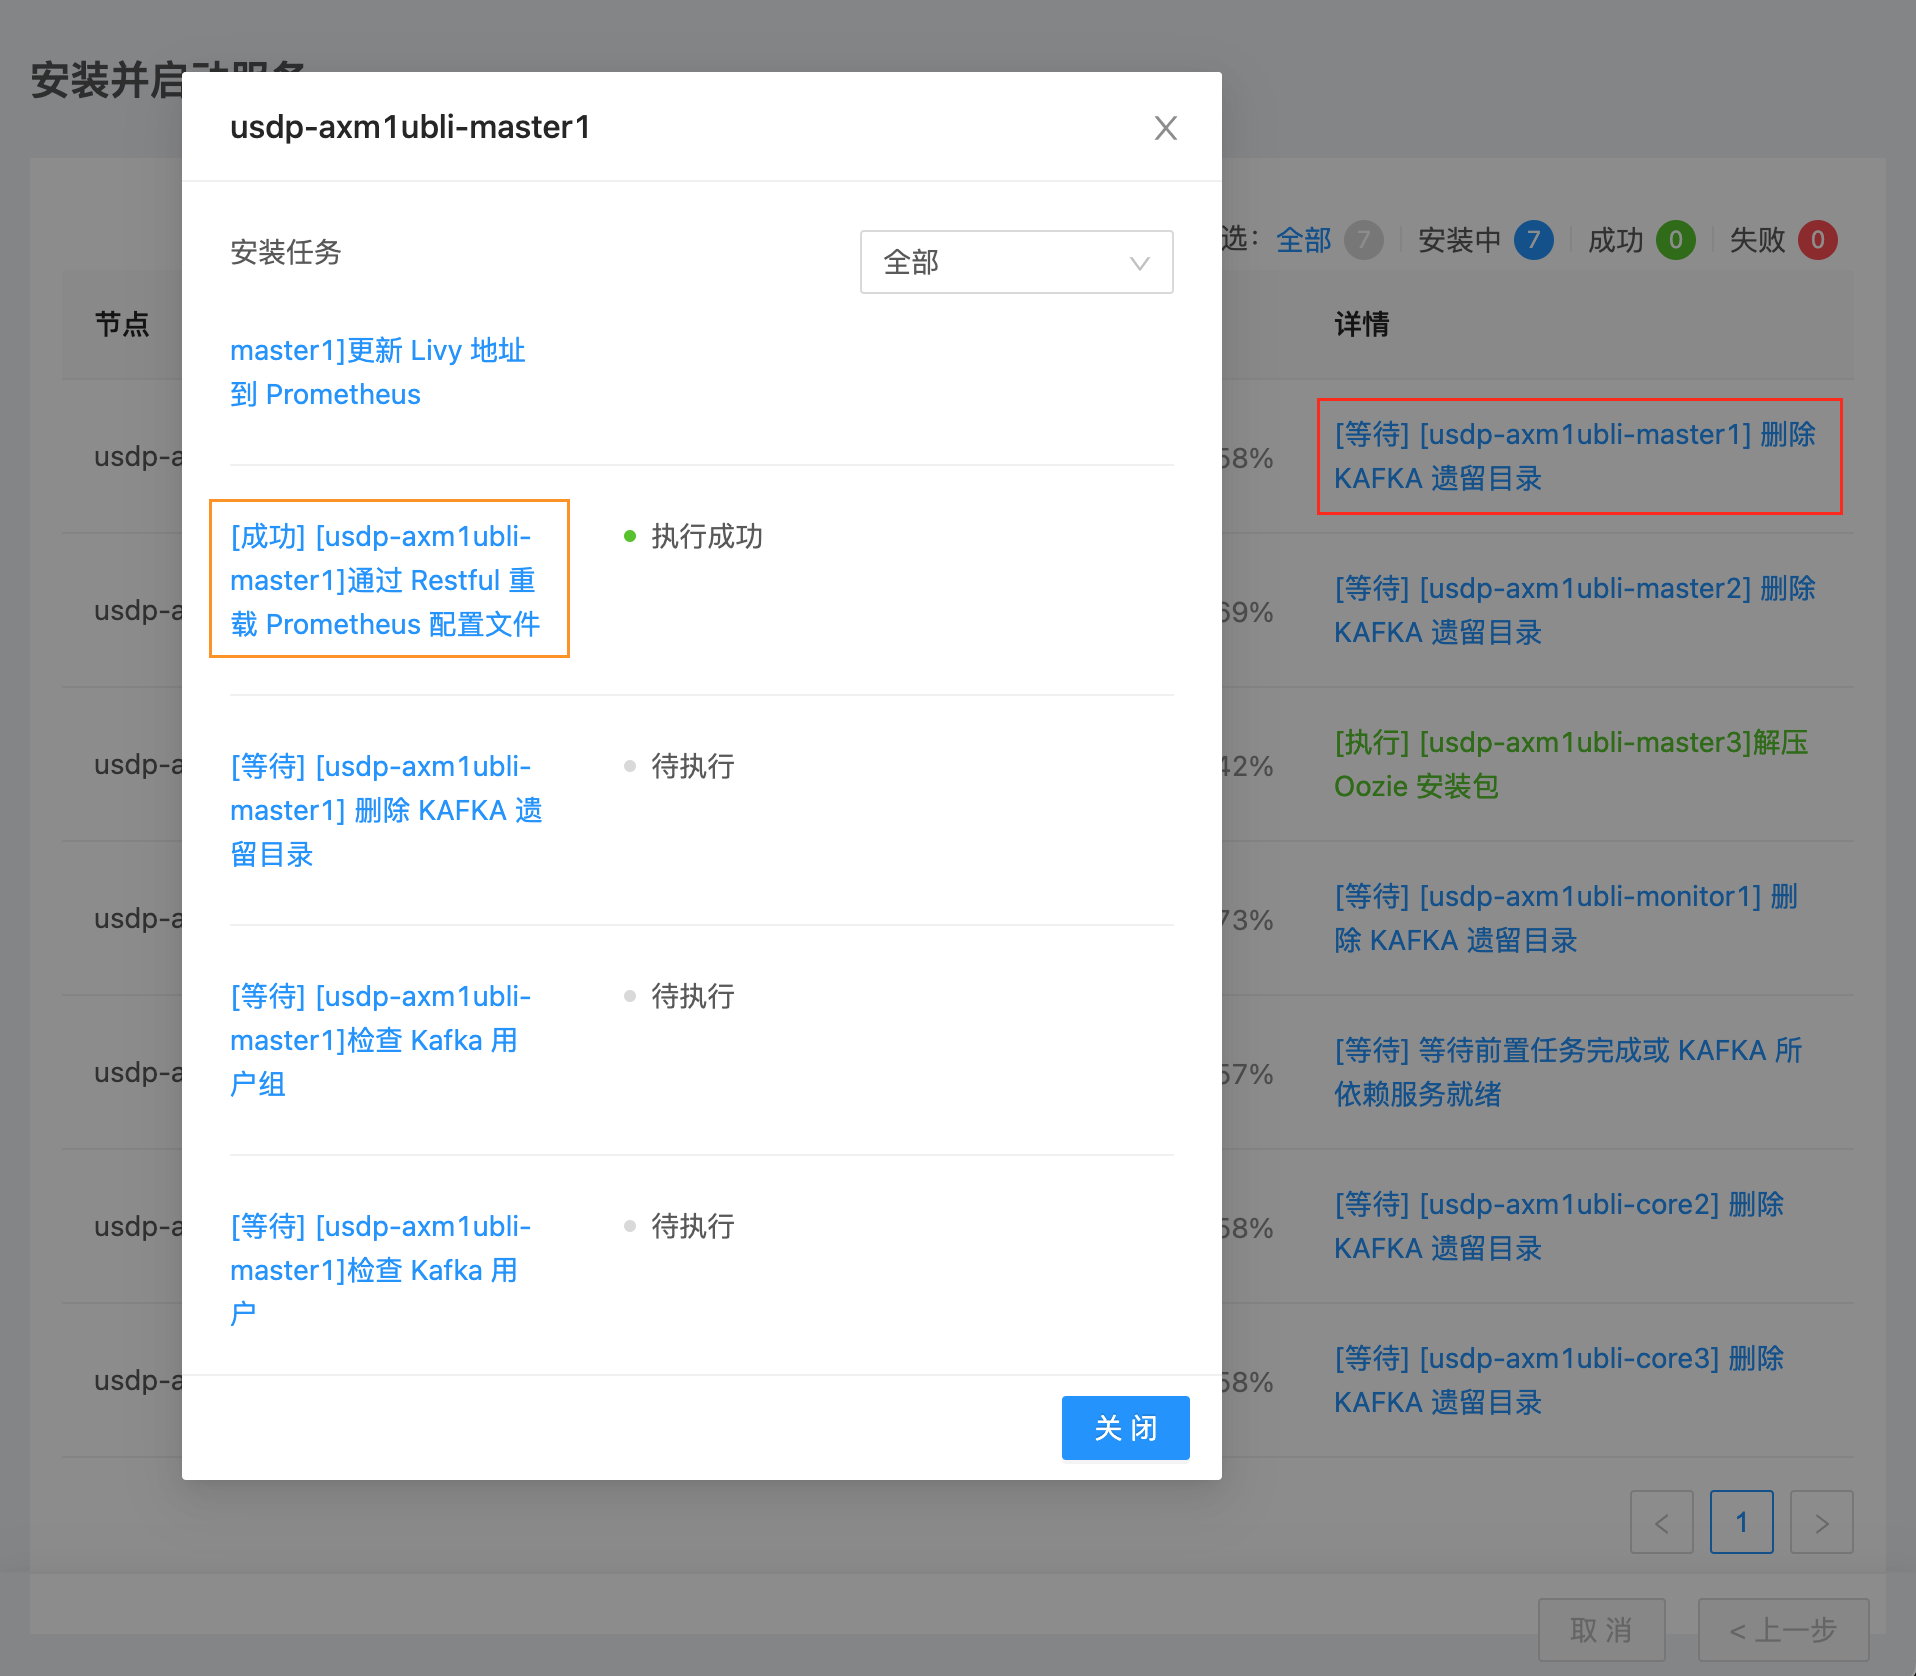 安装并启动服务
usdp-axm1ubli-master1
安装任务
全部
master1]更新 Livy 地址
到 Prometheus
[成功] [usdp-axm1ubli-
master1]通过 Restful 重
载 Prometheus 配置文件
执行成功
[等待] [usdp-axm1ubli-
master1] 删除 KAFKA 遗
留目录
待执行
[等待] [usdp-axm1ubli-
master1]检查 Kafka 用
户组
待执行
[等待] [usdp-axm1ubli-
master1]检查 Kafka 用
户
待执行
关 闭
选: 全部 7 安装中 7 成功 0 失败 0
节点 详情
usdp-a 58% [等待] [usdp-axm1ubli-master1] 删除
KAFKA 遗留目录
usdp-a 69% [等待] [usdp-axm1ubli-master2] 删除
KAFKA 遗留目录
usdp-a 42% [执行] [usdp-axm1ubli-master3]解压
Oozie 安装包
usdp-a 73% [等待] [usdp-axm1ubli-monitor1] 删
除 KAFKA 遗留目录
usdp-a 57% [等待] 等待前置任务完成或 KAFKA 所
依赖服务就绪
usdp-a 58% [等待] [usdp-axm1ubli-core2] 删除
KAFKA 遗留目录
usdp-a 58% [等待] [usdp-axm1ubli-core3] 删除
KAFKA 遗留目录
< 1 >
取 消 < 上一步